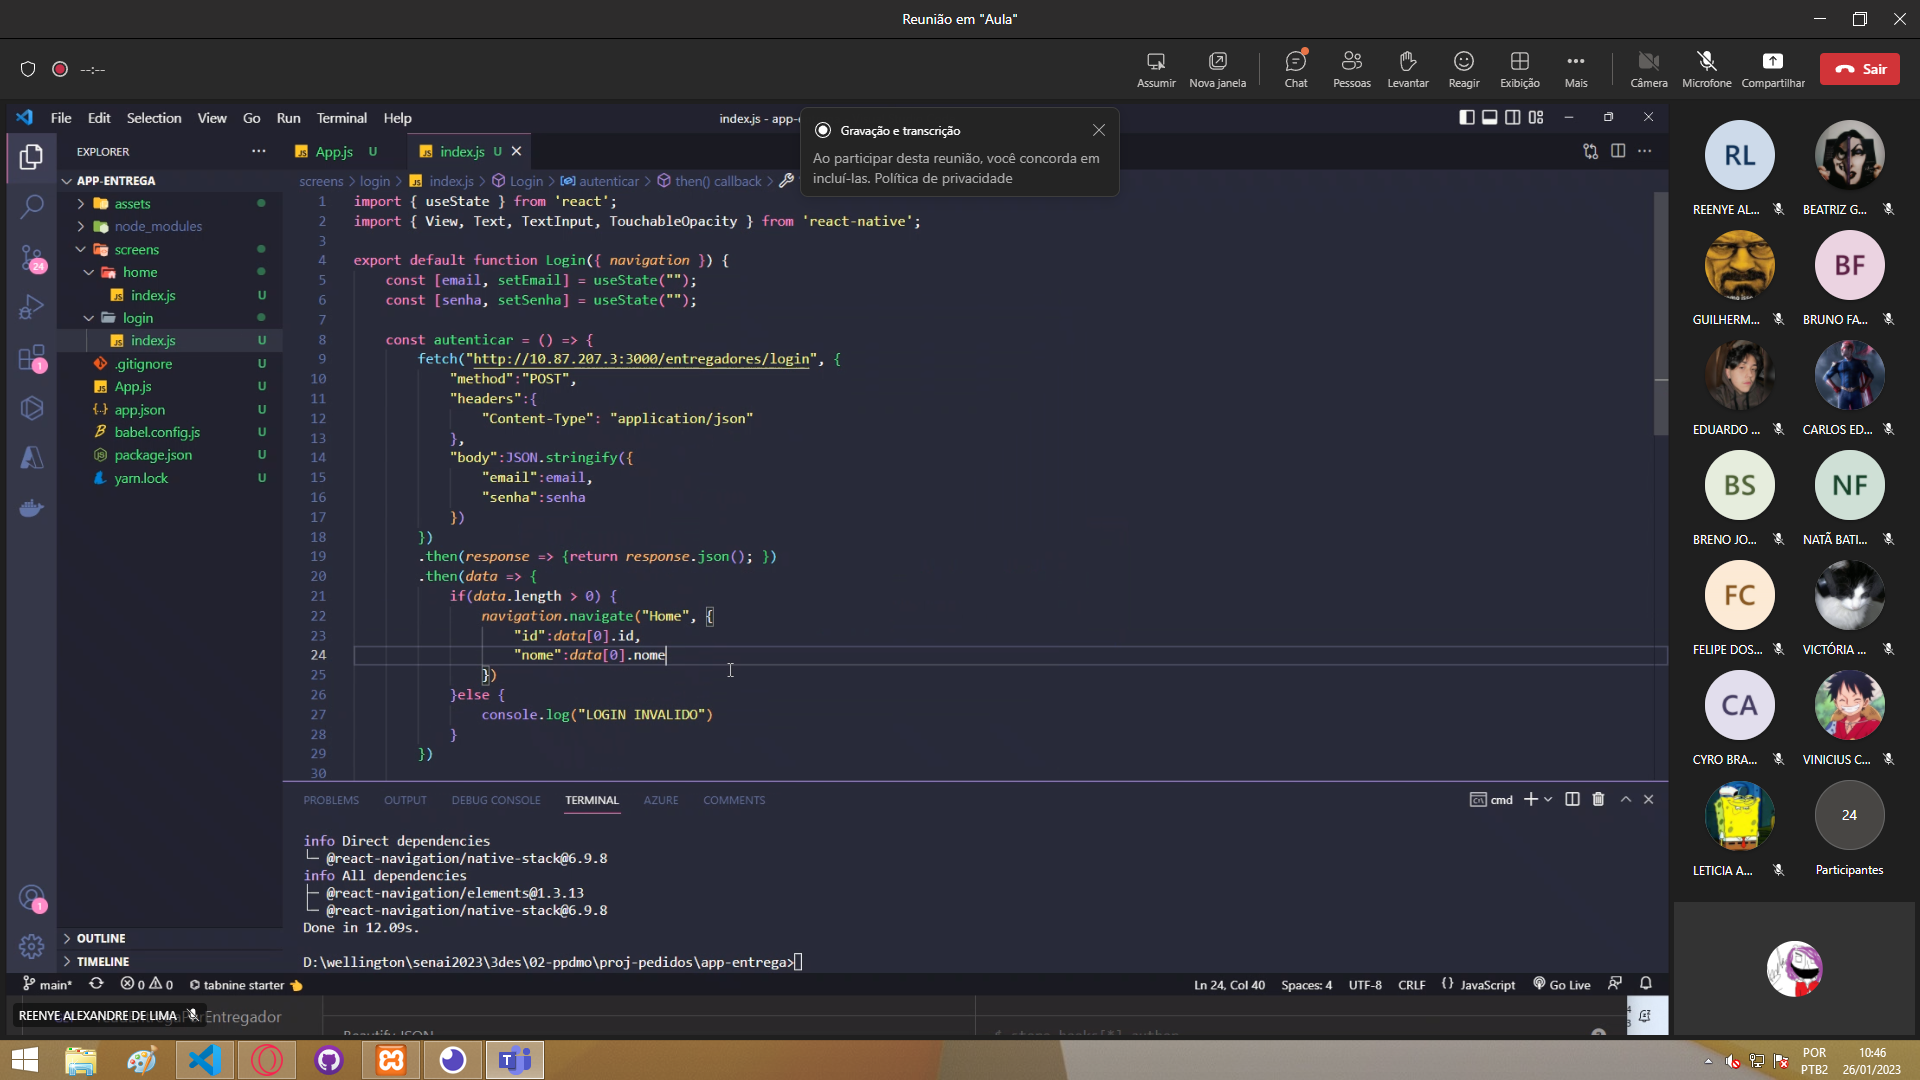 Reunião em "Aula"
--:--
Assumir
Nova janela
Chat
Pessoas
Levantar
Reagir
Exibição
Mais
Câmera
Microfone
Compartilhar
Sair
File Edit Selection View Go Run Terminal Help
index.js - app-
Gravação e transcrição
Ao participar desta reunião, você concorda em
incluí-las. Política de privacidade
EXPLORER
APP-ENTREGA
assets
node_modules
screens
home
index.js U
login
index.js U
.gitignore U
App.js U
app.json U
babel.config.js U
package.json U
yarn.lock U
OUTLINE
TIMELINE
24
1
1
App.js U
index.js U
screens > login > index.js > Login > autenticar > then() callback >
1 import { useState } from 'react';
2 import { View, Text, TextInput, TouchableOpacity } from 'react-native';
3
4 export default function Login({ navigation }) {
5 const [email, setEmail] = useState("");
6 const [senha, setSenha] = useState("");
7
8 const autenticar = () => {
9 fetch("http://10.87.207.3:3000/entregadores/login", {
10 "method":"POST",
11 "headers":{
12 "Content-Type": "application/json"
13 },
14 "body":JSON.stringify({
15 "email":email,
16 "senha":senha
17 })
18 })
19 .then(response => {return response.json(); })
20 .then(data => {
21 if(data.length > 0) {
22 navigation.navigate("Home", {
23 "id":data[0].id,
24 "nome":data[0].nome
25 })
26 }else {
27 console.log("LOGIN INVALIDO")
28 }
29 })
30
PROBLEMS OUTPUT DEBUG CONSOLE TERMINAL AZURE COMMENTS
cmd
info Direct dependencies
└─ @react-navigation/native-stack@6.9.8
info All dependencies
├─ @react-navigation/elements@1.3.13
└─ @react-navigation/native-stack@6.9.8
Done in 12.09s.
D:\wellington\senai2023\3des\02-ppdmo\proj-pedidos\app-entrega>
main* 0 0 tabnine starter
Ln 24, Col 40 Spaces: 4 UTF-8 CRLF JavaScript Go Live
REENYE ALEXANDRE DE LIMA
Entregador
Beautify JSON
RL
REENYE AL...
BEATRIZ G...
GUILHERM...
BF
BRUNO FA...
EDUARDO ...
CARLOS ED...
BS
BRENO JO...
NF
NATÃ BATI...
FC
FELIPE DOS...
VICTÓRIA ...
CA
CYRO BRA...
VINICIUS C...
LETICIA A...
24
Participantes
POR
PTB2
10:46
26/01/2023